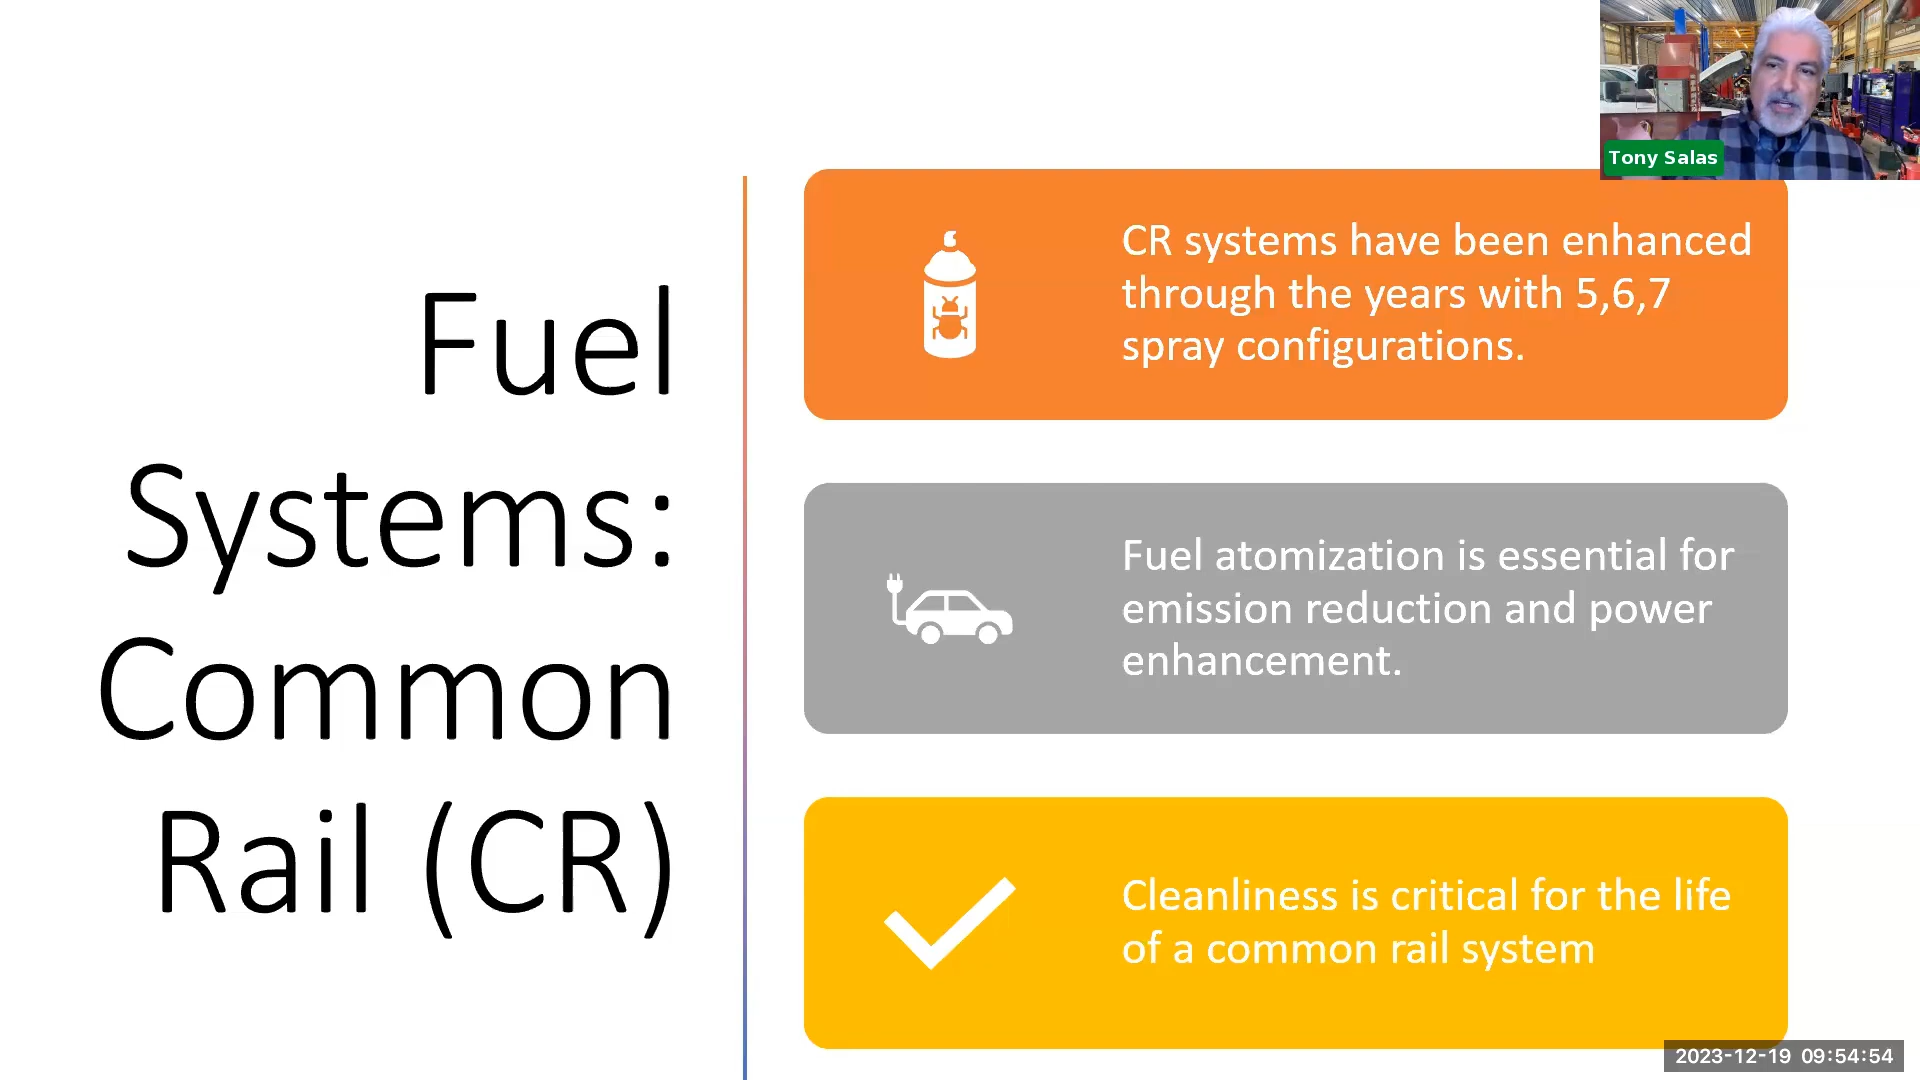 Fuel
Systems:
Common
Rail (CR)
CR systems have been enhanced
through the years with 5,6,7
spray configurations.
Fuel atomization is essential for
emission reduction and power
enhancement.
Cleanliness is critical for the life
of a common rail system
Tony Salas
2023-12-19 09:54:54